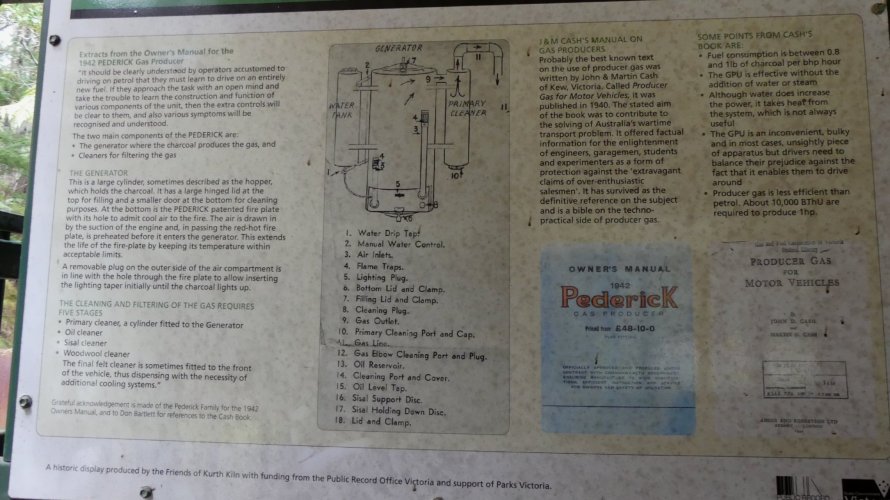 Extracts from the Owner's Manual for the
1942 PEDERICK Gas Producer
"It should be clearly understood by operators accustomed to
driving on petrol that they must learn to drive on an entirely
new fuel. If they approach the task with an open mind and
take the trouble to learn the construction and function of
various components of the unit, then the extra controls will
be clear to them, and also various symptoms will be
recognised and understood.
The two main components of the PEDERICK are:
• The generator where the charcoal produces the gas, and
• Cleaners for filtering the gas
THE GENERATOR
This is a large cylinder, sometimes described as the hopper,
which holds the charcoal. It has a large hinged lid at the
top for filling and a smaller door at the bottom for cleaning
purposes. At the bottom is the PEDERICK patented fire plate
with its hole to admit cool air to the fire. The air is drawn in
by the suction of the engine and, in passing the red-hot fire
plate, is preheated before it enters the generator. This extends
the life of the fire-plate by keeping its temperature within
acceptable limits.
A removable plug on the outer side of the air compartment is
in line with the hole through the fire plate to allow inserting
the lighting taper initially until the charcoal lights up.
THE CLEANING AND FILTERING OF THE GAS REQUIRES
FIVE STAGES
• Primary cleaner, a cylinder fitted to the Generator
• Oil cleaner
• Sisal cleaner
• Woodwool cleaner
The final felt cleaner is sometimes fitted to the front
of the vehicle, thus dispensing with the necessity of
additional cooling systems."
Grateful acknowledgement is made of the Pederick Family for the 1942
Owners Manual, and to Don Bartlett for references to the Cash Book.
GENERATOR
7
2
9
11
WATER
TANK
PRIMARY
CLEANER
11
4
3
1
4
3
10
5
8
6
1. Water Drip Tap.
2. Manual Water Control.
3. Air Inlets.
4. Flame Traps.
5. Lighting Plug.
6. Bottom Lid and Clamp.
7. Filling Lid and Clamp.
8. Cleaning Plug.
9. Gas Outlet.
10. Primary Cleaning Port and Cap.
11. Gas Line.
12. Gas Elbow Cleaning Port and Plug.
13. Oil Reservoir.
14. Cleaning Port and Cover.
15. Oil Level Tap.
16. Sisal Support Disc.
17. Sisal Holding Down Disc.
18. Lid and Clamp.
J & M CASH'S MANUAL ON
GAS PRODUCERS
Probably the best known text
on the use of producer gas was
written by John & Martin Cash
of Kew, Victoria. Called Producer
Gas for Motor Vehicles, it was
published in 1940. The stated aim
of the book was to contribute to
the solving of Australia's wartime
transport problem. It offered factual
information for the enlightenment
of engineers, garagemen, students
and experimenters as a form of
protection against the 'extravagant
claims of over-enthusiastic
salesmen'. It has survived as the
definitive reference on the subject
and is a bible on the techno-
practical side of producer gas.
SOME POINTS FROM CASH'S
BOOK ARE:
• Fuel consumption is between 0.8
and 1lb of charcoal per bhp hour
• The GPU is effective without the
addition of water or steam
• Although water does increase
the power, it takes heat from
the system, which is not always
useful
• The GPU is an inconvenient, bulky
and in most cases, unsightly piece
of apparatus but drivers need to
balance their prejudice against the
fact that it enables them to drive
around
• Producer gas is less efficient than
petrol. About 10,000 BThU are
required to produce 1hp.
OWNER'S MANUAL
1942
PedericK
GAS PRODUCER
Priced from £48-10-0
PLUS FITTING
PRODUCER GAS
FOR
MOTOR VEHICLES
By
JOHN D. CASH
and
MARTIN G. CASH
ANGUS AND ROBERTSON LTD
A historic display produced by the Friends of Kurth Kiln with funding from the Public Record Office Victoria and support of Parks Victoria.